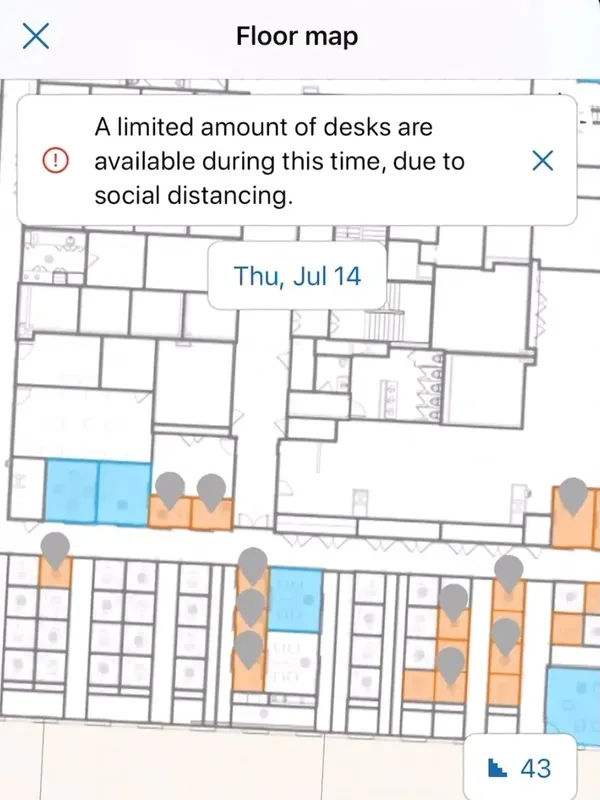 Floor map
A limited amount of desks are
available during this time, due to
social distancing.
Thu, Jul 14
43